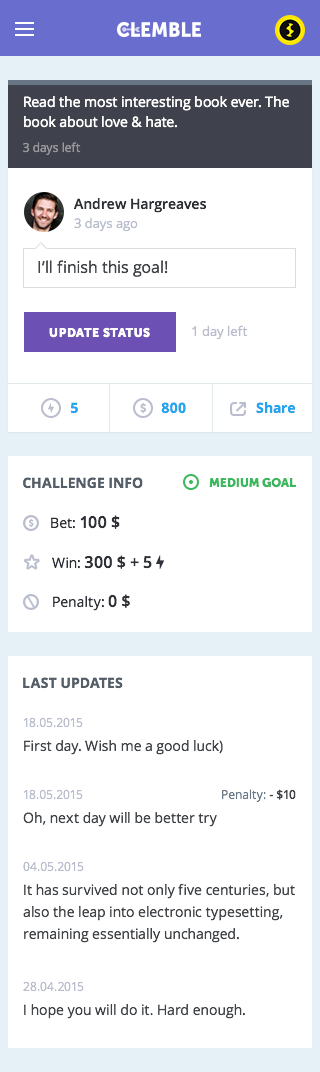 CLEMBLE
Read the most interesting book ever. The
book about love & hate.
3 days left
Andrew Hargreaves
3 days ago
I’ll finish this goal!
UPDATE STATUS
1 day left
5
800
Share
CHALLENGE INFO
MEDIUM GOAL
Bet: 100 $
Win: 300 $ + 5
Penalty: 0 $
LAST UPDATES
18.05.2015
First day. Wish me a good luck)
18.05.2015
Penalty: - $10
Oh, next day will be better try
04.05.2015
It has survived not only five centuries, but
also the leap into electronic typesetting,
remaining essentially unchanged.
28.04.2015
I hope you will do it. Hard enough.